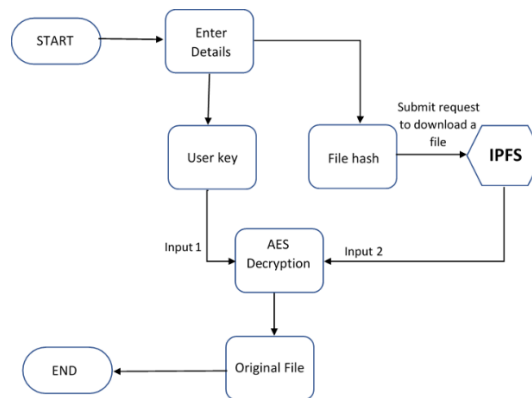 START
Enter
Details
Submit request
to download a
file
User key
File hash
IPFS
Input 1
AES
Decryption
Input 2
Original File
END